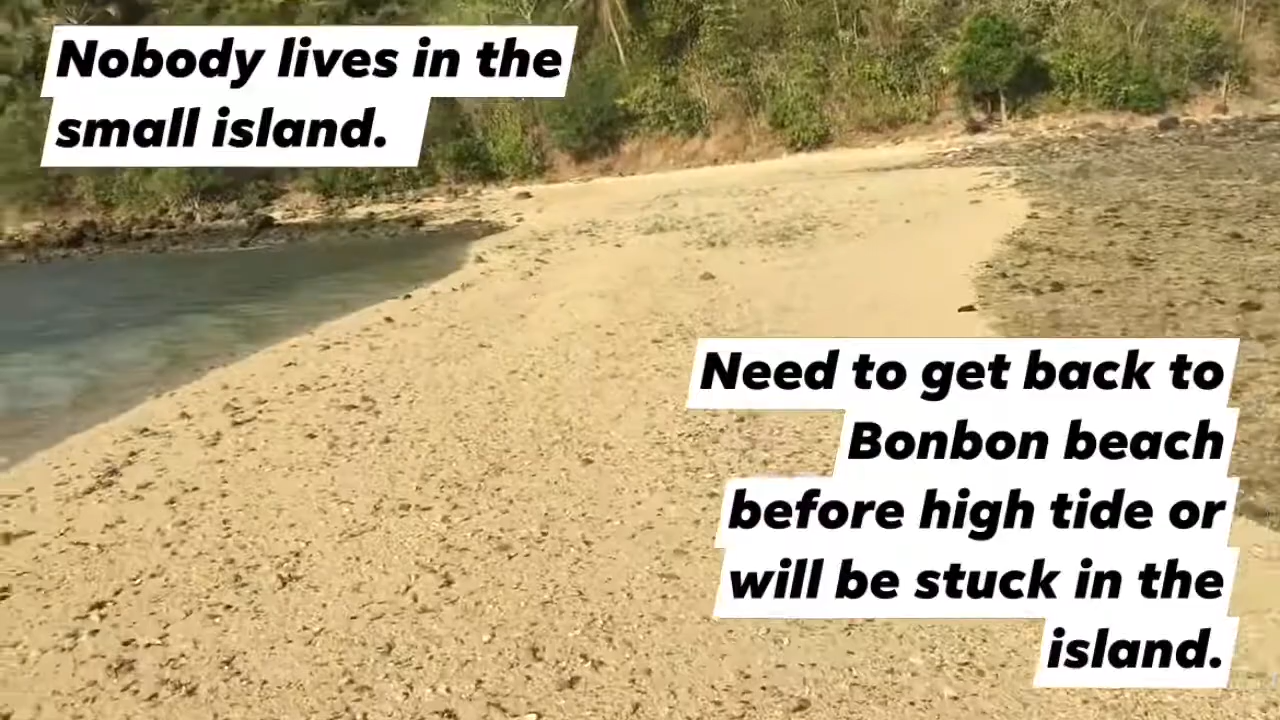 Nobody lives in the
small island.
Need to get back to
Bonbon beach
before high tide or
will be stuck in the
island.